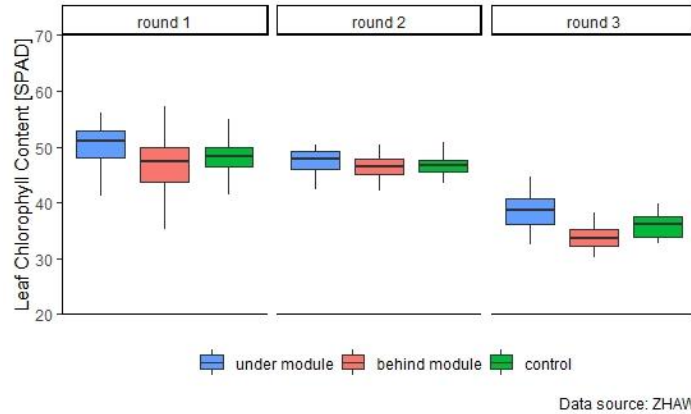 round 1 round 2 round 3
70
60
50
40
30
20
Leaf Chlorophyll Content [SPAD]
under module behind module control
Data source: ZHAW